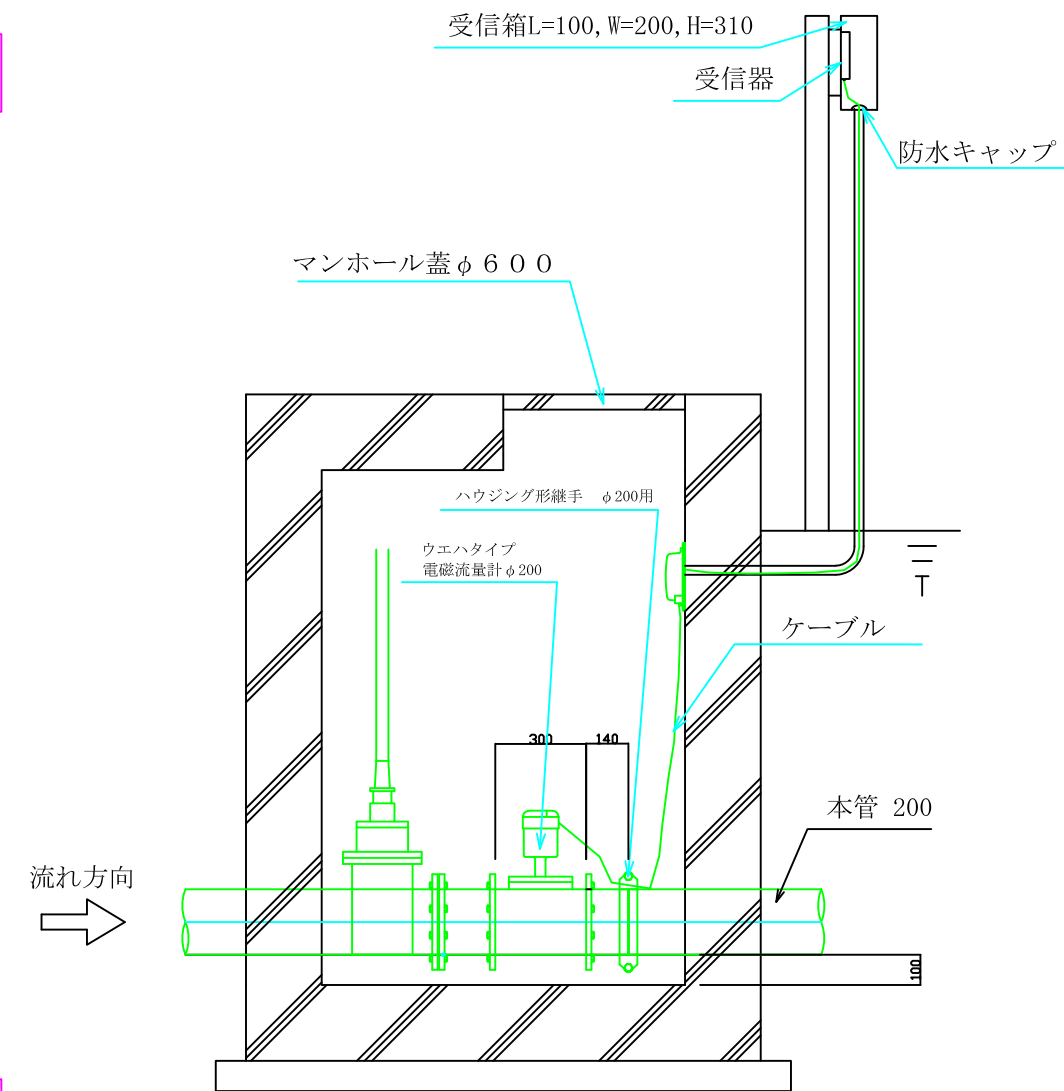 受信箱L=100,W=200,H=310
受信器
防水キャップ
マンホール蓋φ６００
ハウジング形継手　φ200用
ウエハタイプ
電磁流量計φ200
ケーブル
300
140
本管 200
流れ方向
100